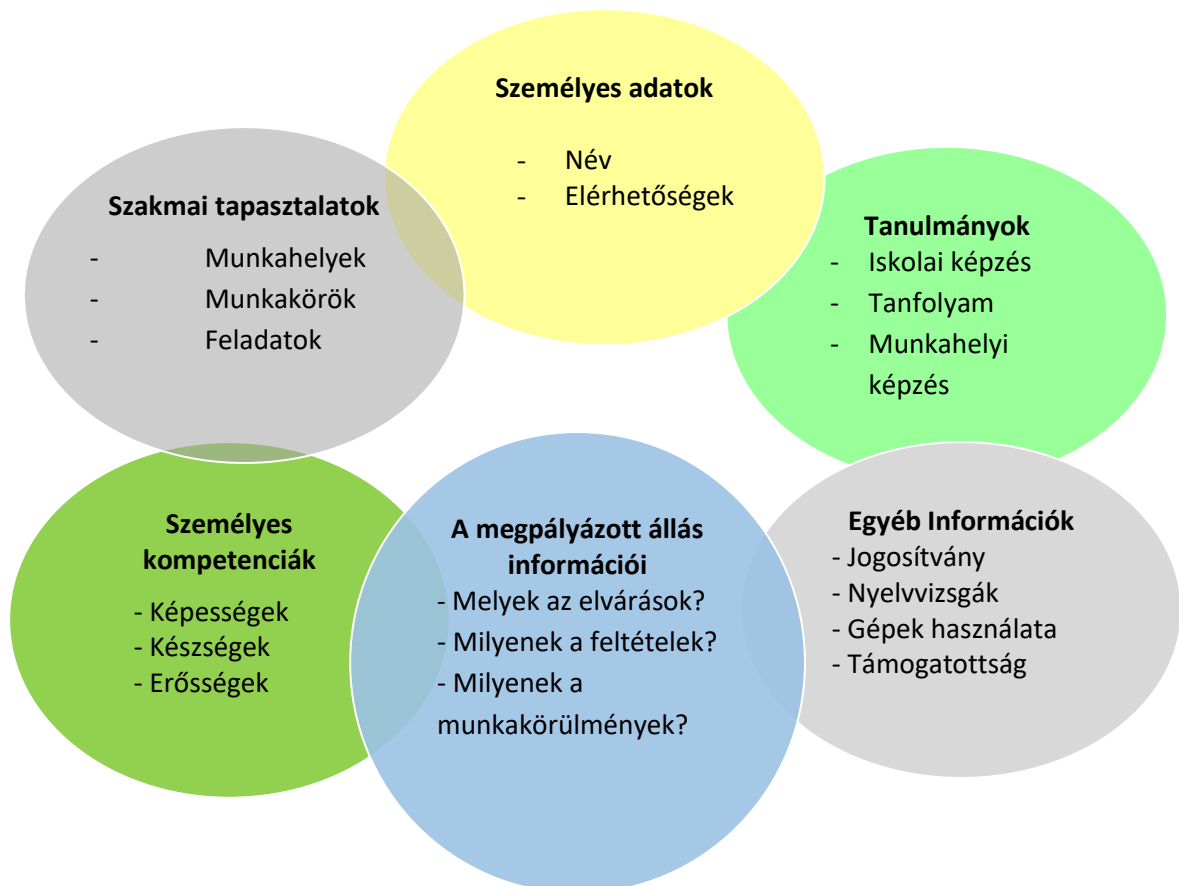 Személyes adatok
- Név
- Elérhetőségek
Szakmai tapasztalatok
- Munkahelyek
- Munkakörök
- Feladatok
Tanulmányok
- Iskolai képzés
- Tanfolyam
- Munkahelyi
képzés
Személyes
kompetenciák
- Képességek
- Készségek
- Erősségek
A megpályázott állás
információi
- Melyek az elvárások?
- Milyenek a feltételek?
- Milyenek a
munkakörülmények?
Egyéb Információk
- Jogosítvány
- Nyelvvizsgák
- Gépek használata
- Támogatottság